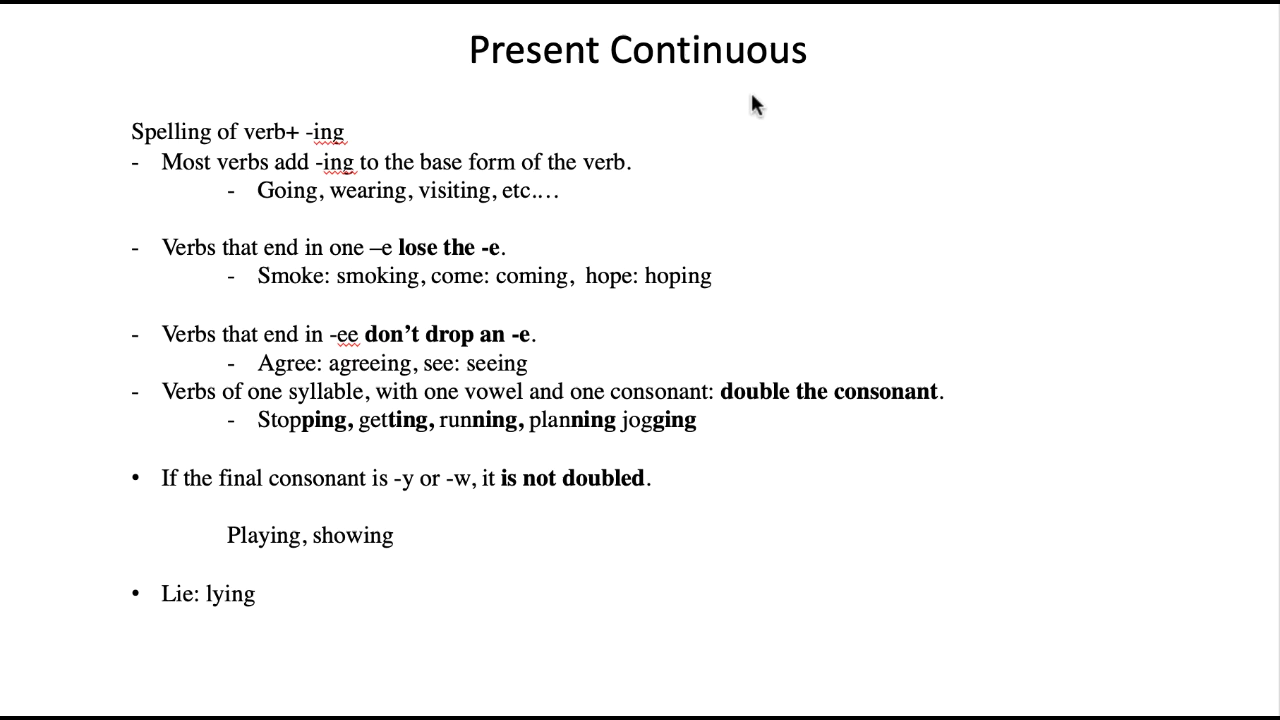 Present Continuous
Spelling of verb+ -ing
- Most verbs add -ing to the base form of the verb.
- Going, wearing, visiting, etc.…
- Verbs that end in one –e lose the -e.
- Smoke: smoking, come: coming, hope: hoping
- Verbs that end in -ee don’t drop an -e.
- Agree: agreeing, see: seeing
- Verbs of one syllable, with one vowel and one consonant: double the consonant.
- Stopping, getting, running, planning jogging
• If the final consonant is -y or -w, it is not doubled.
Playing, showing
• Lie: lying